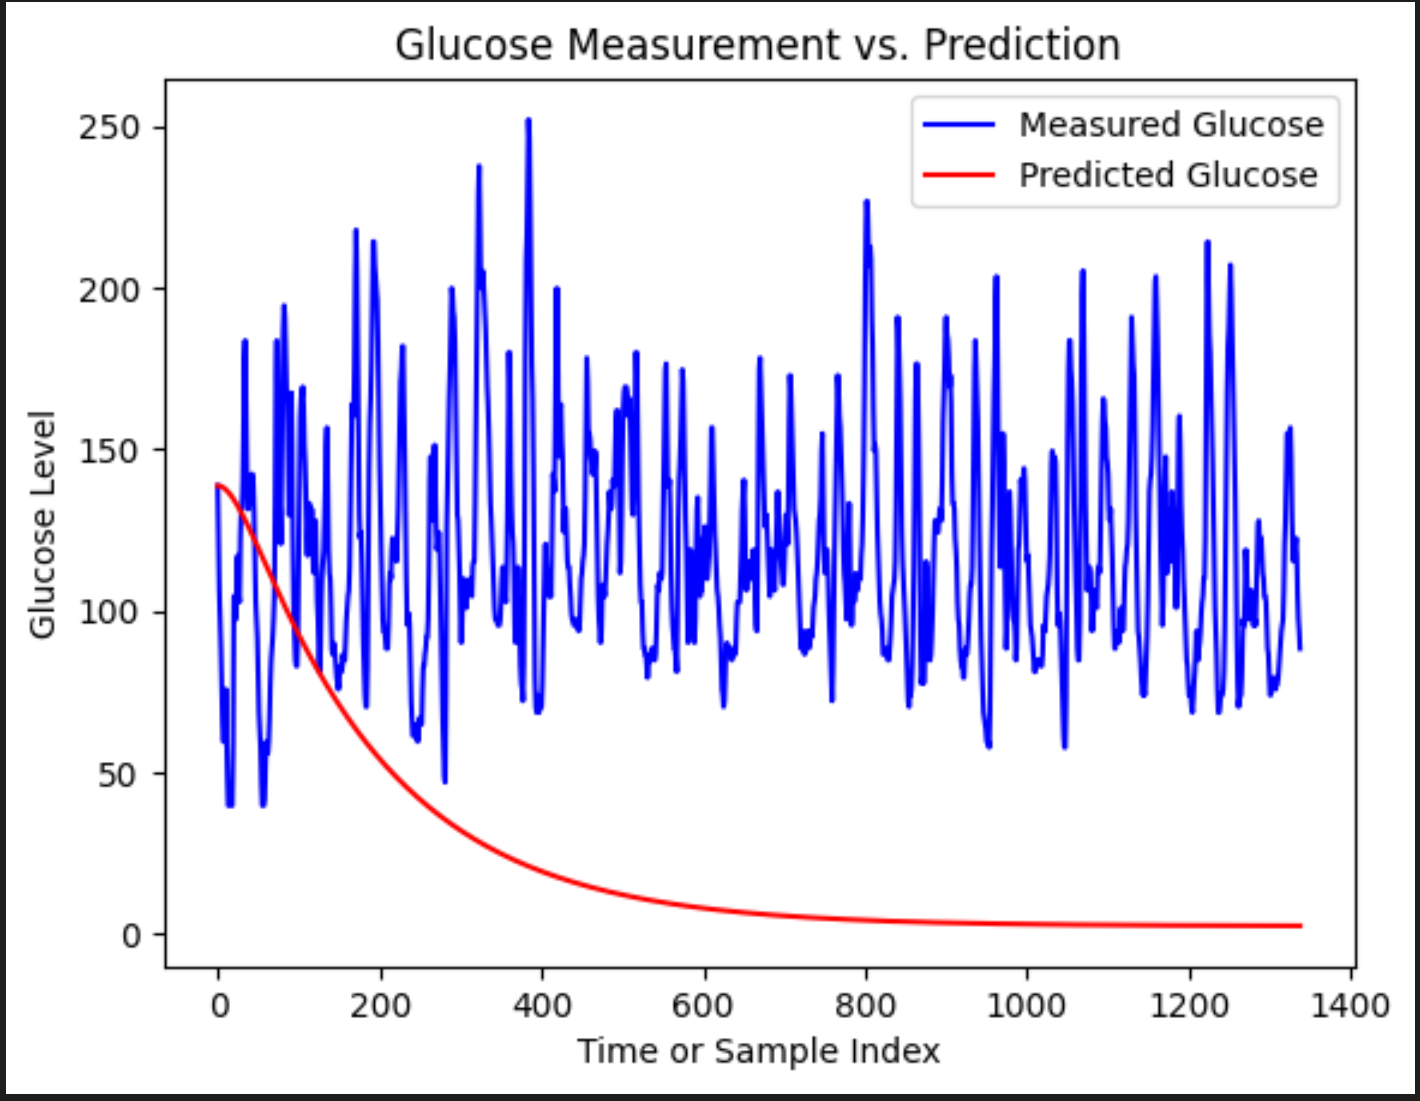 Glucose Measurement vs. Prediction
Measured Glucose
Predicted Glucose
Glucose Level
250
200
150
100
50
0
0 200 400 600 800 1000 1200 1400
Time or Sample Index